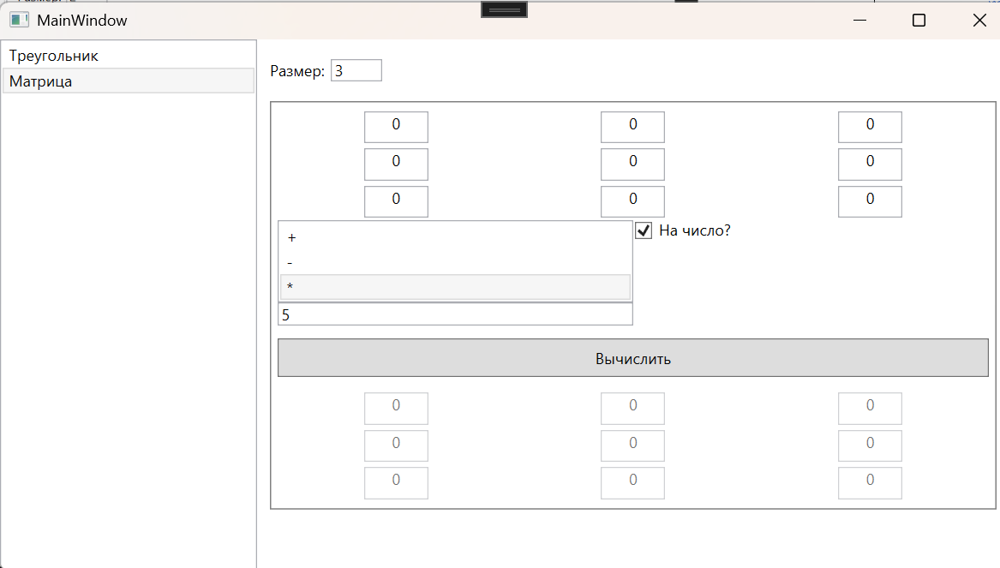 MainWindow
Треугольник
Матрица
Размер: 3
0 0 0
0 0 0
0 0 0
+
-
*
На число?
5
Вычислить
0 0 0
0 0 0
0 0 0